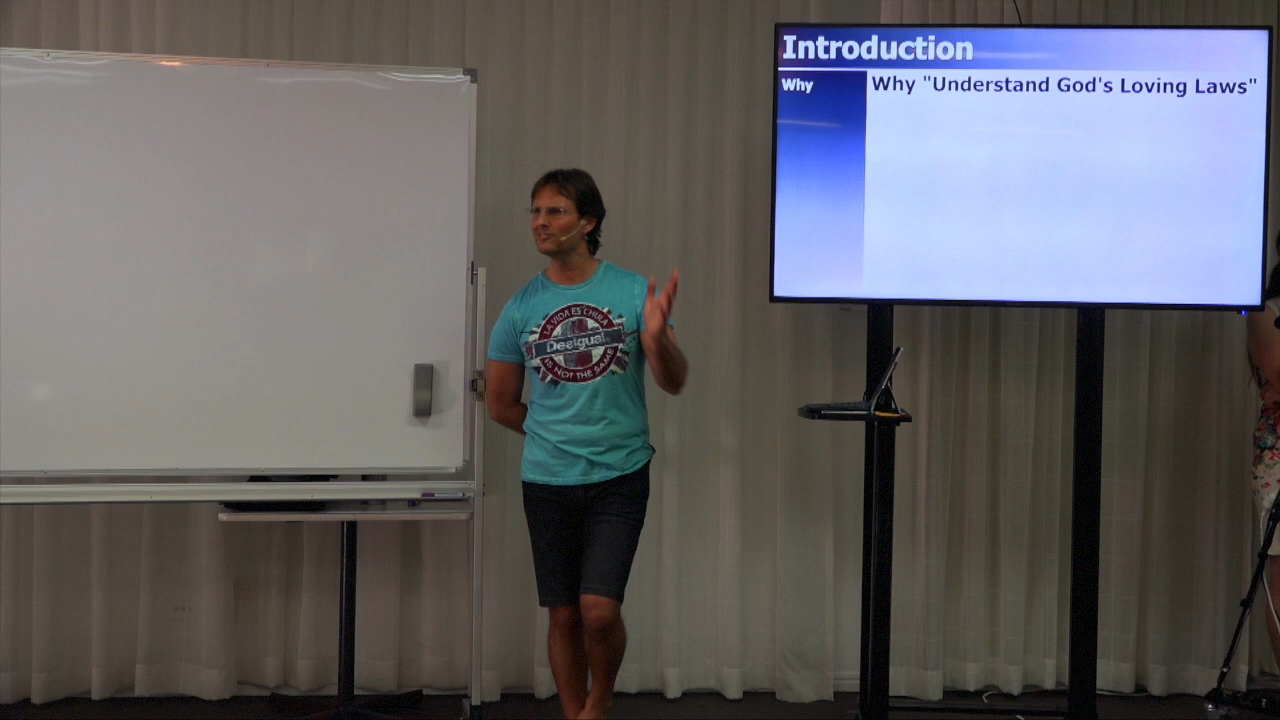 Introduction
Why
Why "Understand God's Loving Laws"
LA VIDA ES CHULA
Desigual.
IS NOT THE SAME